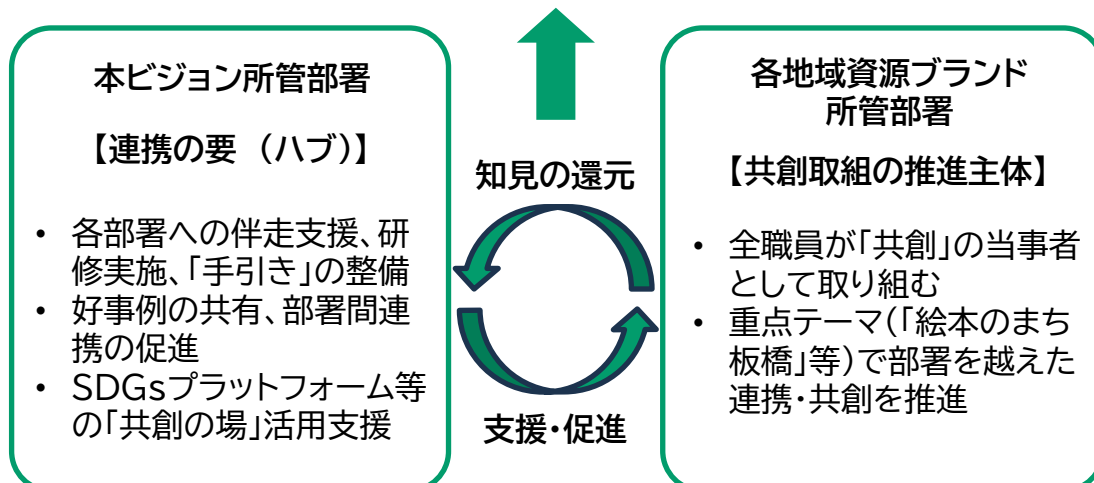 本ビジョン所管部署
【連携の要 （ハブ）】
• 各部署への伴走支援、研
修実施、「手引き」の整備
• 好事例の共有、部署間連
携の促進
• SDGsプラットフォーム等
の「共創の場」活用支援
知見の還元
支援・促進
各地域資源ブランド
所管部署
【共創取組の推進主体】
• 全職員が「共創」の当事者
として取り組む
• 重点テーマ(「絵本のまち
板橋」等)で部署を越えた
連携・共創を推進